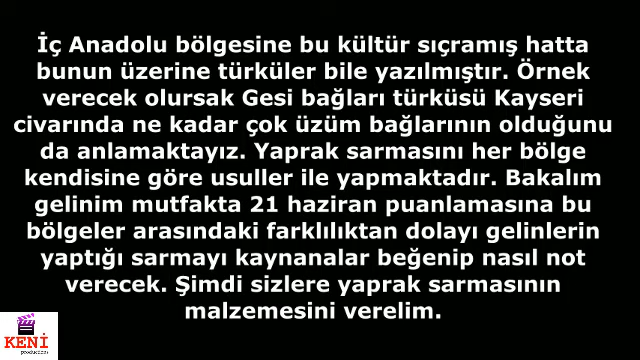 İç Anadolu bölgesine bu kültür sıçramış hatta
bunun üzerine türküler bile yazılmıştır. Örnek
verecek olursak Gesi bağları türküsü Kayseri
civarında ne kadar çok üzüm bağlarının olduğunu
da anlamaktayız. Yaprak sarmasını her bölge
kendisine göre usuller ile yapmaktadır. Bakalım
gelinim mutfakta 21 haziran puanlamasına bu
bölgeler arasındaki farklılıktan dolayı gelinlerin
yaptığı sarmayı kaynanalar beğenip nasıl not
verecek. Şimdi sizlere yaprak sarmasının
malzemesini verelim.
KENİ
production